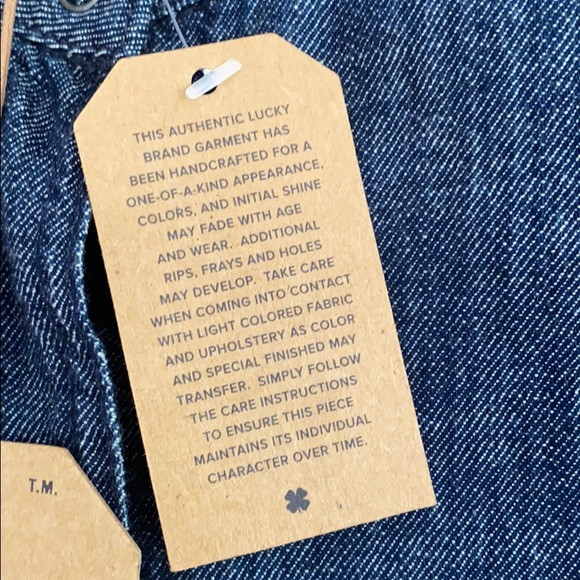 THIS AUTHENTIC LUCKY
BRAND GARMENT HAS
BEEN HANDCRAFTED FOR A
ONE-OF-A-KIND APPEARANCE,
COLORS, AND INITIAL SHINE
MAY FADE WITH AGE
AND WEAR. ADDITIONAL
RIPS, FRAYS AND HOLES
MAY DEVELOP. TAKE CARE
WHEN COMING INTO CONTACT
WITH LIGHT COLORED FABRIC
AND UPHOLSTERY AS COLOR
AND SPECIAL FINISHED MAY
TRANSFER. SIMPLY FOLLOW
THE CARE INSTRUCTIONS
TO ENSURE THIS PIECE
MAINTAINS ITS INDIVIDUAL
CHARACTER OVER TIME.
T.M.